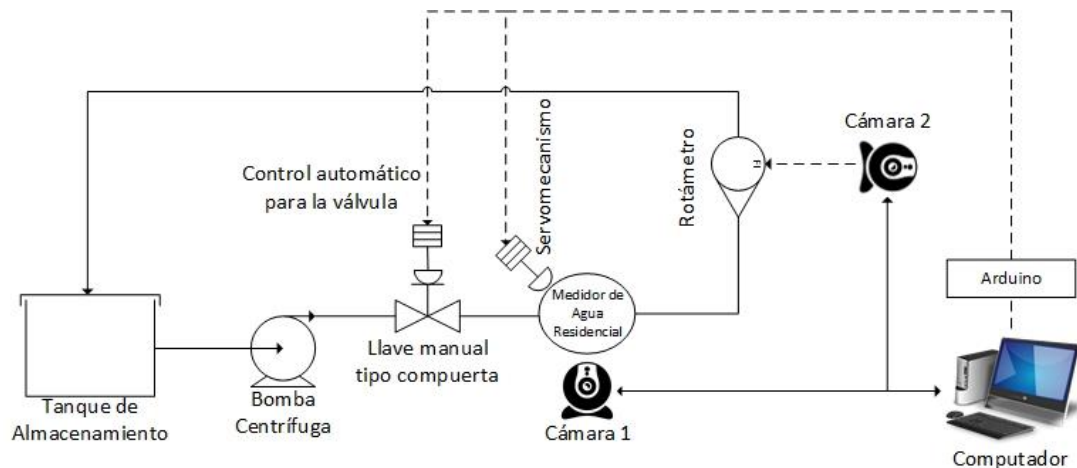 Cámara 2
Rotámetro
FI
Control automático
para la válvula
Servomecanismo
Arduino
Medidor de
Agua
Residencial
Llave manual
tipo compuerta
Tanque de
Almacenamiento
Bomba
Centrífuga
Cámara 1
Computador